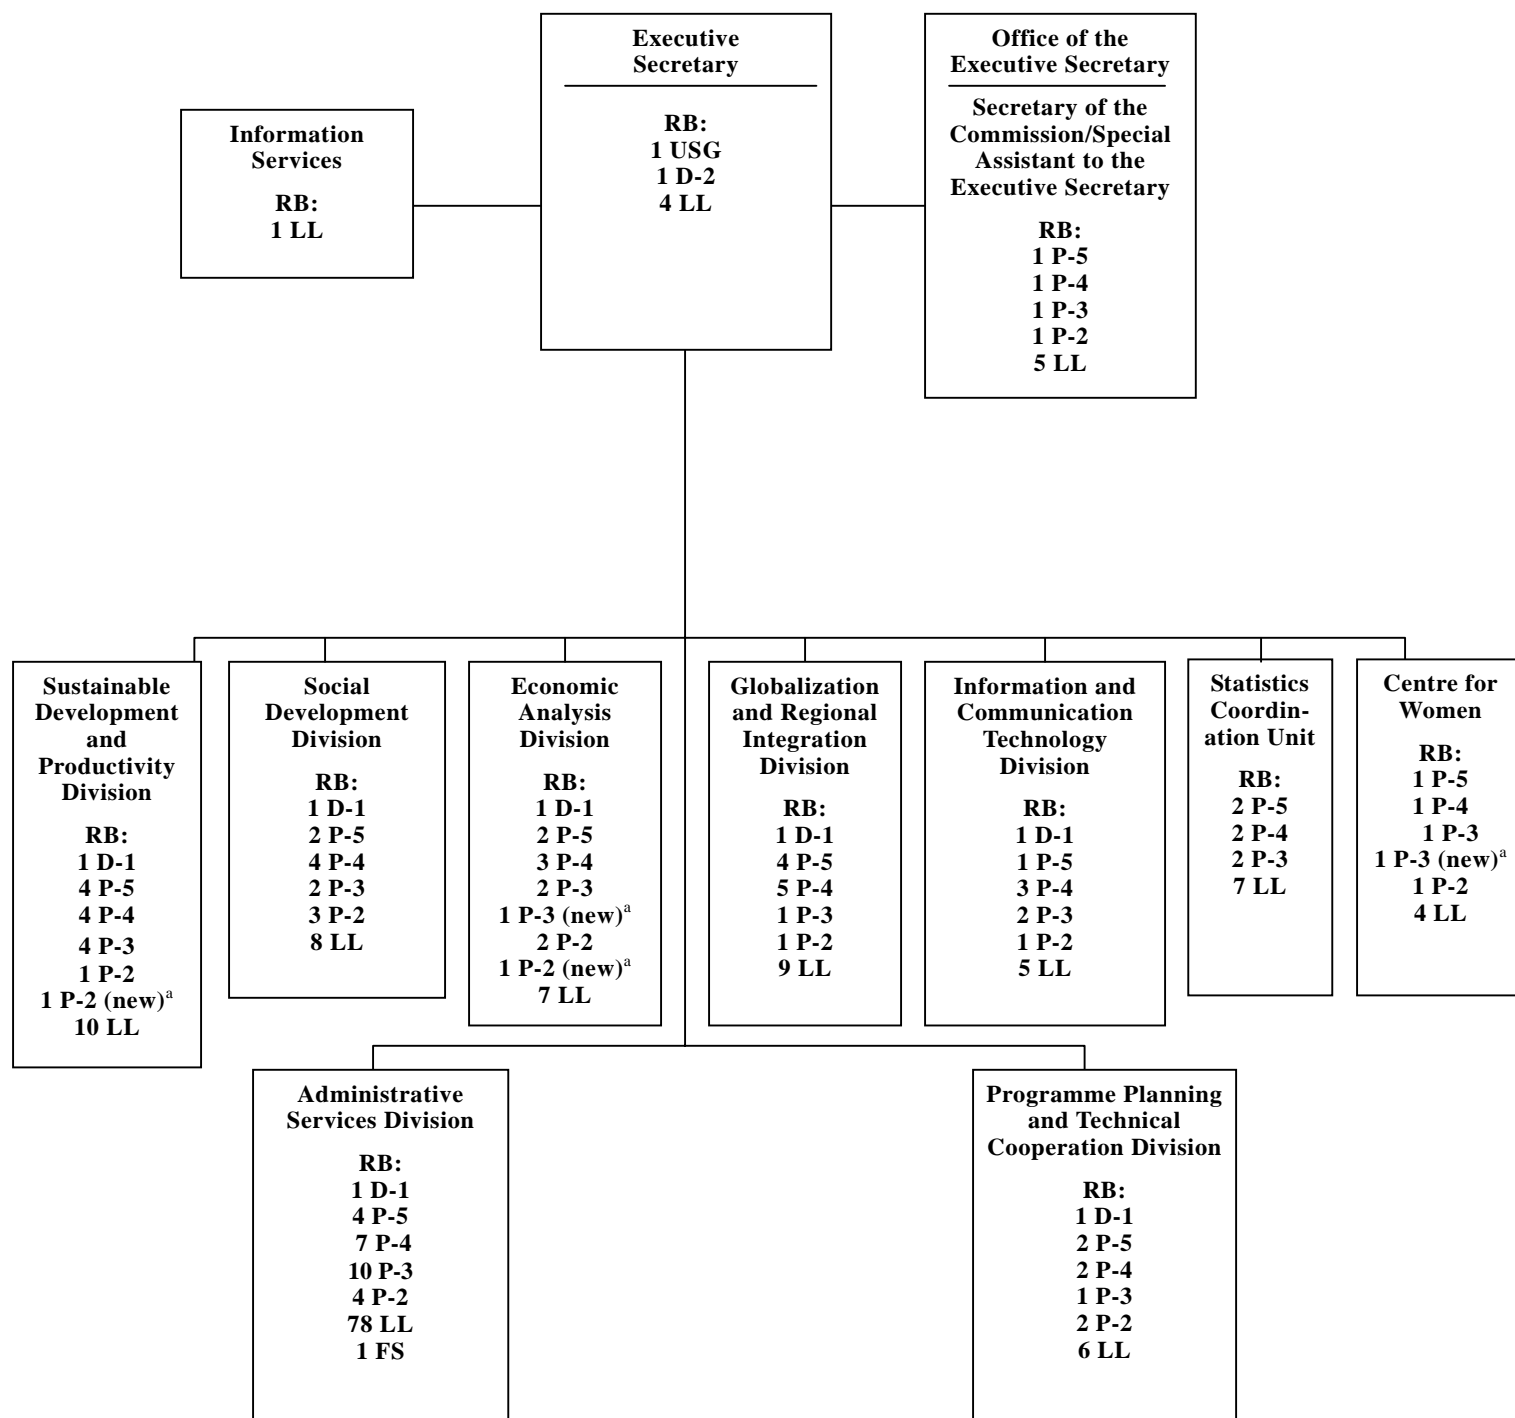 Executive
Secretary
RB:
1 USG
1 D-2
4 LL
Office of the
Executive Secretary
Secretary of the
Commission/Special
Assistant to the
Executive Secretary
RB:
1 P-5
1 P-4
1 P-3
1 P-2
5 LL
Information
Services
RB:
1 LL
Sustainable
Development
and
Productivity
Division
RB:
1 D-1
4 P-5
4 P-4
4 P-3
1 P-2
1 P-2 (new)a
10 LL
Social
Development
Division
RB:
1 D-1
2 P-5
4 P-4
2 P-3
3 P-2
8 LL
Economic
Analysis
Division
RB:
1 D-1
2 P-5
3 P-4
2 P-3
1 P-3 (new)a
2 P-2
1 P-2 (new)a
7 LL
Globalization
and Regional
Integration
Division
RB:
1 D-1
4 P-5
5 P-4
1 P-3
1 P-2
9 LL
Information and
Communication
Technology
Division
RB:
1 D-1
1 P-5
3 P-4
2 P-3
1 P-2
5 LL
Statistics
Coordin-
ation Unit
RB:
2 P-5
2 P-4
2 P-3
7 LL
Centre for
Women
RB:
1 P-5
1 P-4
1 P-3
1 P-3 (new)a
1 P-2
4 LL
Administrative
Services Division
RB:
1 D-1
4 P-5
7 P-4
10 P-3
4 P-2
78 LL
1 FS
Programme Planning
and Technical
Cooperation Division
RB:
1 D-1
2 P-5
2 P-4
1 P-3
2 P-2
6 LL